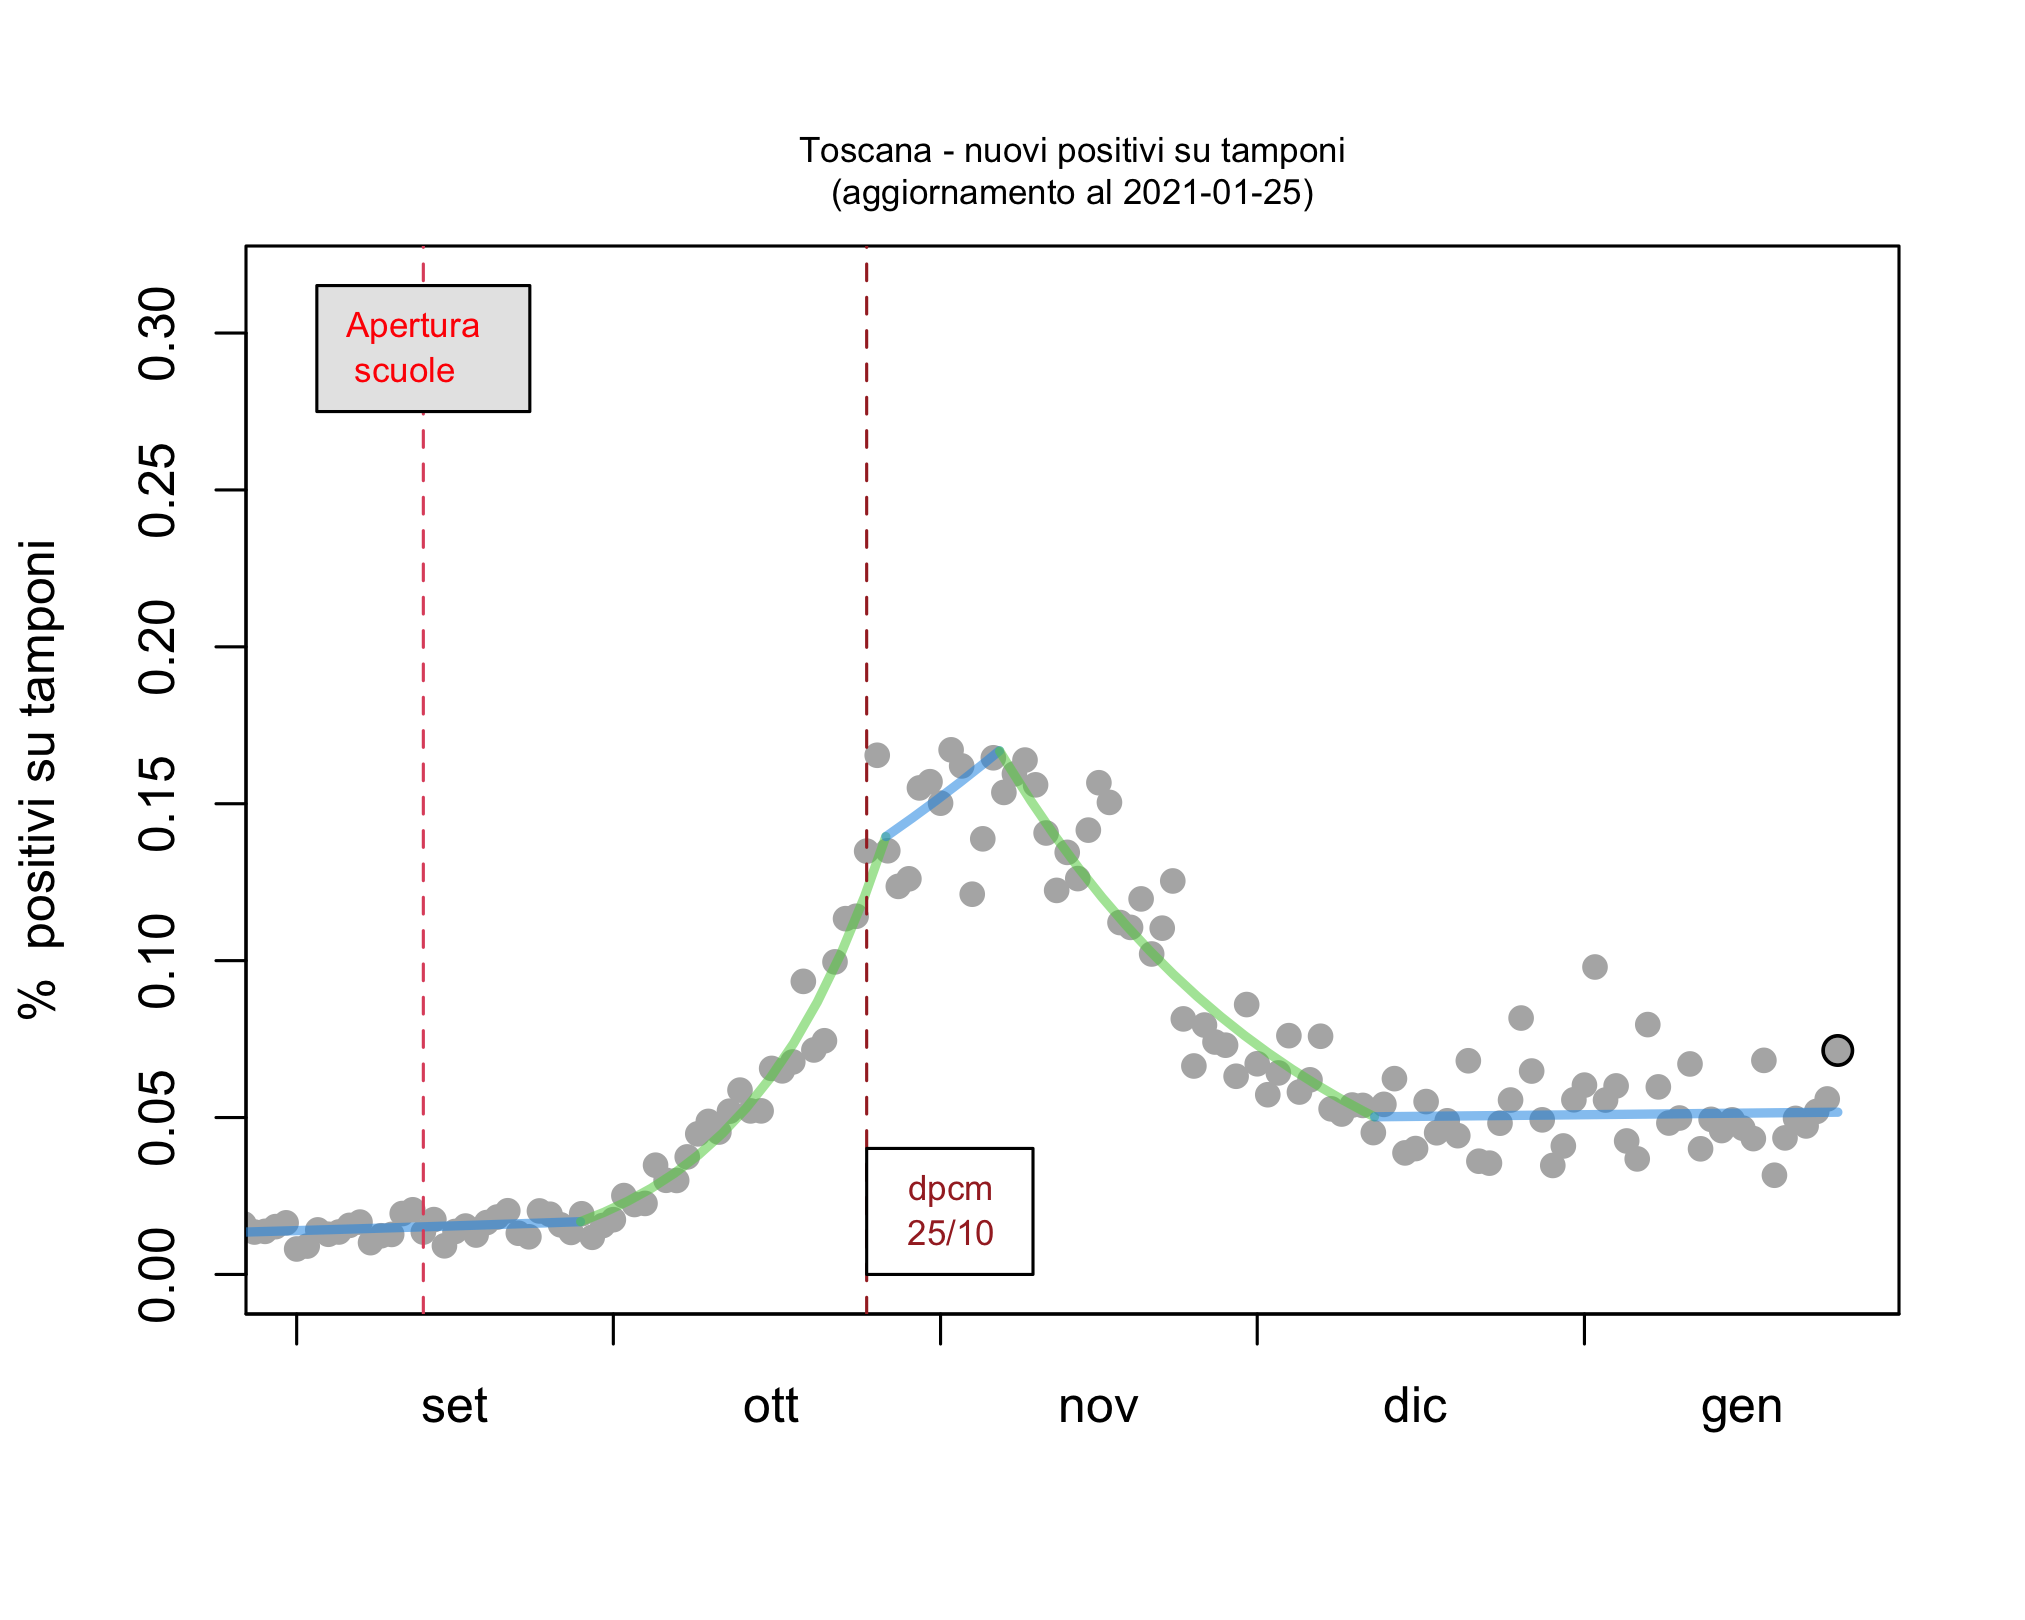 Toscana - nuovi positivi su tamponi
(aggiornamento al 2021-01-25)
Apertura
scuole
% positivi su tamponi
0.30
0.25
0.20
0.15
0.10
0.05
0.00
dpcm
25/10
set
ott
nov
dic
gen